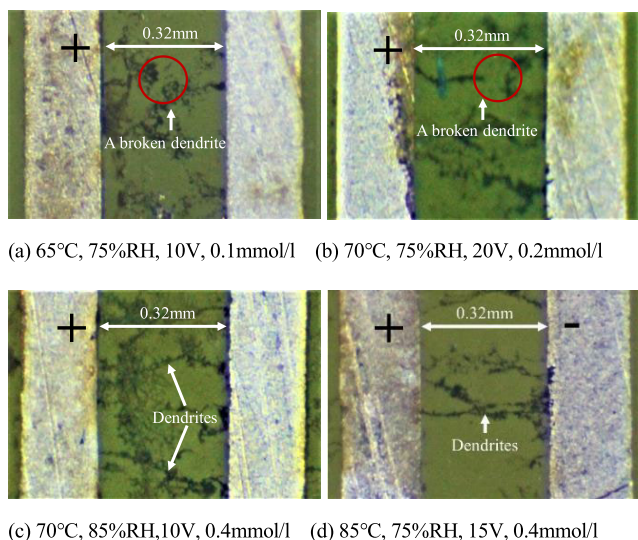 + 0.32mm
A broken dendrite
+ 0.32mm
A broken dendrite
(a) 65℃, 75%RH, 10V, 0.1mmol/l (b) 70℃, 75%RH, 20V, 0.2mmol/l
+ 0.32mm
Dendrites
+ 0.32mm -
Dendrites
(c) 70℃, 85%RH,10V, 0.4mmol/l (d) 85℃, 75%RH, 15V, 0.4mmol/l